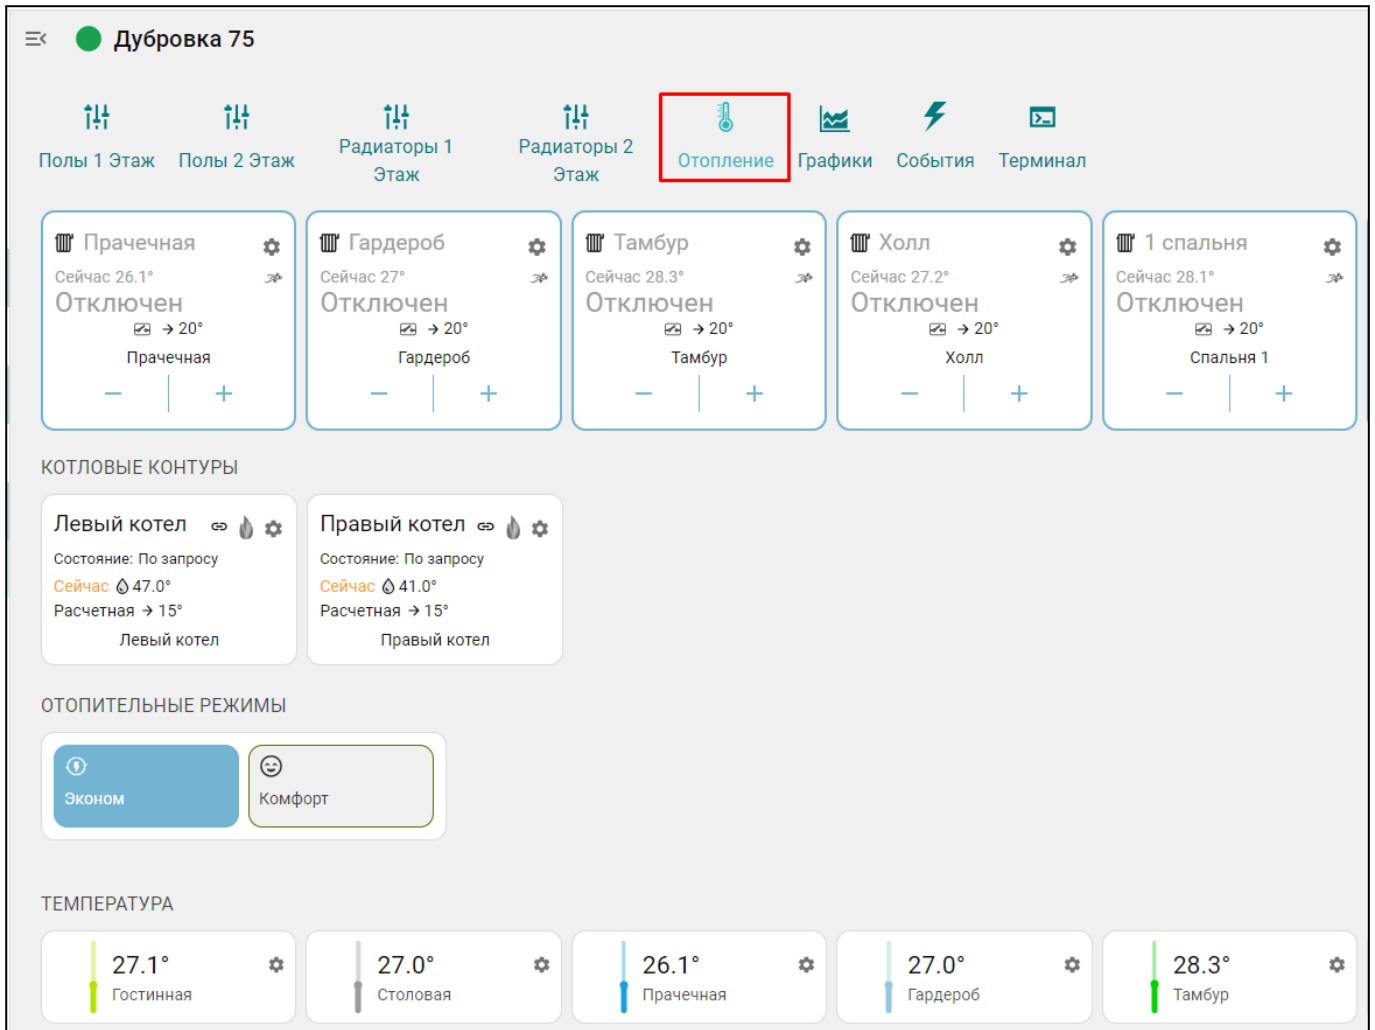 Дубровка 75
Полы 1 Этаж
Полы 2 Этаж
Радиаторы 1
Этаж
Радиаторы 2
Этаж
Отопление
Графики
События
Терминал
Прачечная
Сейчас 26.1°
Отключен
→ 20°
Прачечная
− +
Гардероб
Сейчас 27°
Отключен
→ 20°
Гардероб
− +
Тамбур
Сейчас 28.3°
Отключен
→ 20°
Тамбур
− +
Холл
Сейчас 27.2°
Отключен
→ 20°
Холл
− +
1 спальня
Сейчас 28.1°
Отключен
→ 20°
Спальня 1
− +
КОТЛОВЫЕ КОНТУРЫ
Левый котел
Состояние: По запросу
Сейчас 47.0°
Расчетная → 15°
Левый котел
Правый котел
Состояние: По запросу
Сейчас 41.0°
Расчетная → 15°
Правый котел
ОТОПИТЕЛЬНЫЕ РЕЖИМЫ
Эконом
Комфорт
ТЕМПЕРАТУРА
27.1°
Гостинная
27.0°
Столовая
26.1°
Прачечная
27.0°
Гардероб
28.3°
Тамбур